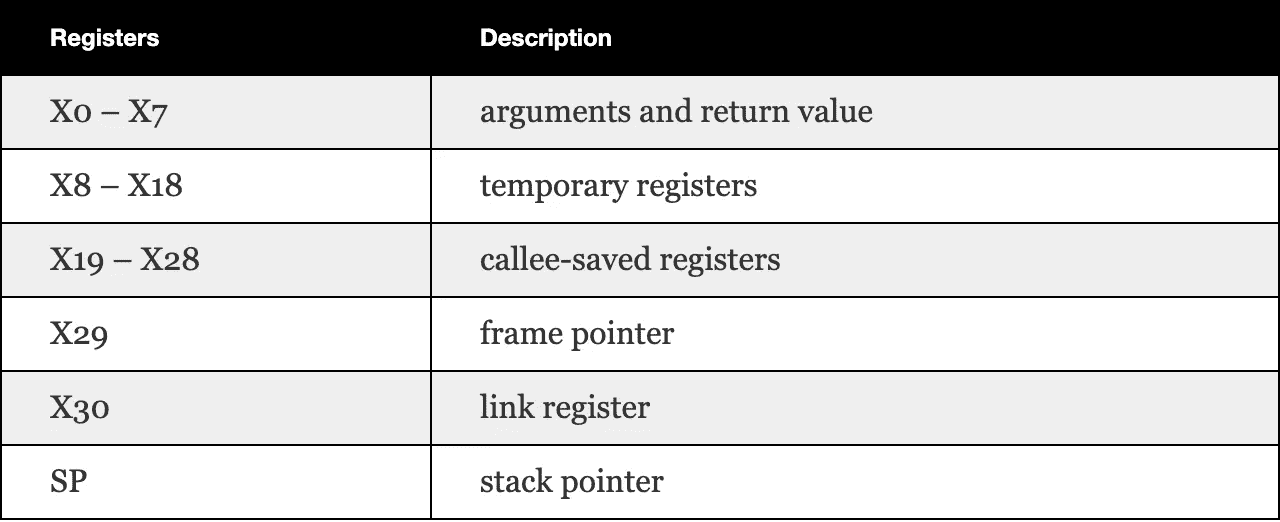 Registers Description
X0 – X7 arguments and return value
X8 – X18 temporary registers
X19 – X28 callee-saved registers
X29 frame pointer
X30 link register
SP stack pointer